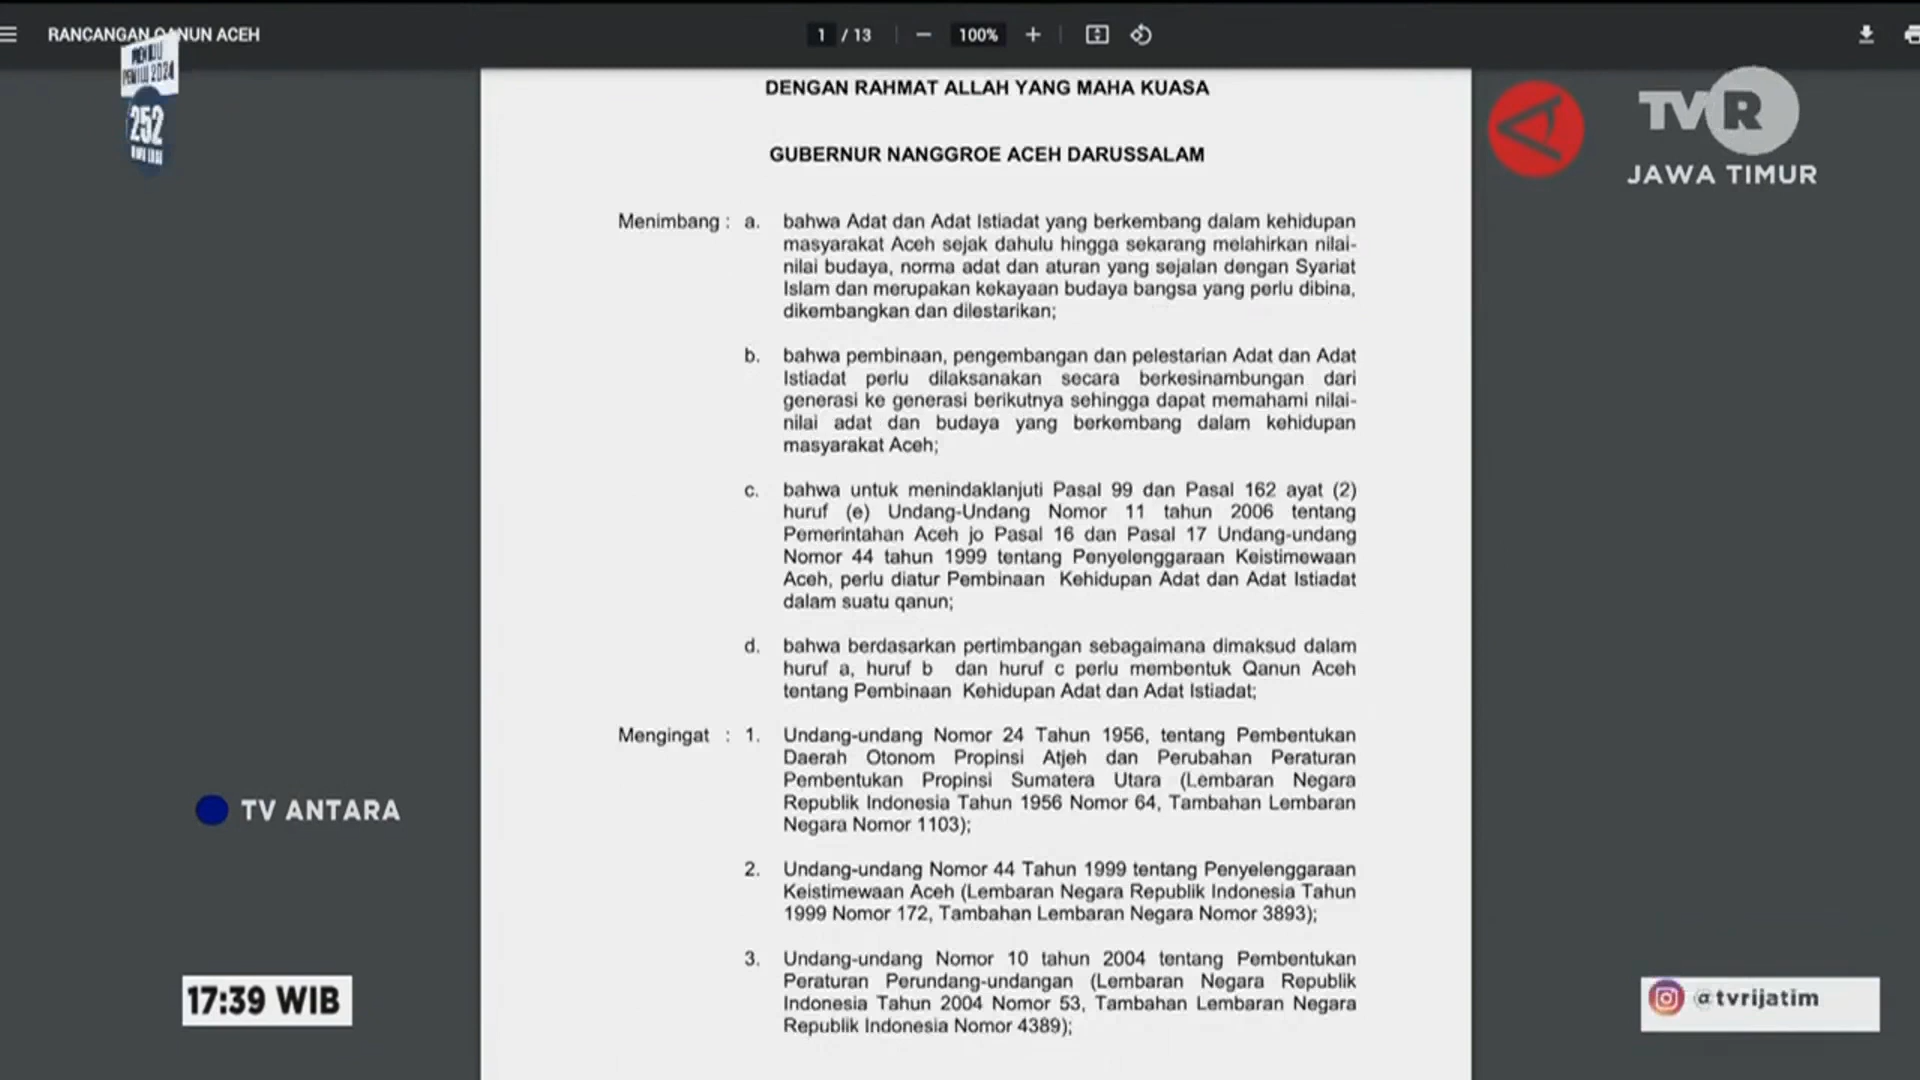 RANCANGAN QANUN ACEH
1 / 13
100%
MENUJU
PEMILU 2024
252
TVR
JAWA TIMUR
DENGAN RAHMAT ALLAH YANG MAHA KUASA
GUBERNUR NANGGROE ACEH DARUSSALAM
Menimbang : a. bahwa Adat dan Adat Istiadat yang berkembang dalam kehidupan
masyarakat Aceh sejak dahulu hingga sekarang melahirkan nilai-
nilai budaya, norma adat dan aturan yang sejalan dengan Syariat
Islam dan merupakan kekayaan budaya bangsa yang perlu dibina,
dikembangkan dan dilestarikan;
b. bahwa pembinaan, pengembangan dan pelestarian Adat dan Adat
Istiadat perlu dilaksanakan secara berkesinambungan dari
generasi ke generasi berikutnya sehingga dapat memahami nilai-
nilai adat dan budaya yang berkembang dalam kehidupan
masyarakat Aceh;
c. bahwa untuk menindaklanjuti Pasal 99 dan Pasal 162 ayat (2)
huruf (e) Undang-Undang Nomor 11 tahun 2006 tentang
Pemerintahan Aceh jo Pasal 16 dan Pasal 17 Undang-undang
Nomor 44 tahun 1999 tentang Penyelenggaraan Keistimewaan
Aceh, perlu diatur Pembinaan Kehidupan Adat dan Adat Istiadat
dalam suatu qanun;
d. bahwa berdasarkan pertimbangan sebagaimana dimaksud dalam
huruf a, huruf b dan huruf c perlu membentuk Qanun Aceh
tentang Pembinaan Kehidupan Adat dan Adat Istiadat;
Mengingat : 1. Undang-undang Nomor 24 Tahun 1956, tentang Pembentukan
Daerah Otonom Propinsi Atjeh dan Perubahan Peraturan
Pembentukan Propinsi Sumatera Utara (Lembaran Negara
Republik Indonesia Tahun 1956 Nomor 64, Tambahan Lembaran
Negara Nomor 1103);
2. Undang-undang Nomor 44 Tahun 1999 tentang Penyelenggaraan
Keistimewaan Aceh (Lembaran Negara Republik Indonesia Tahun
1999 Nomor 172, Tambahan Lembaran Negara Nomor 3893);
3. Undang-undang Nomor 10 tahun 2004 tentang Pembentukan
Peraturan Perundang-undangan (Lembaran Negara Republik
Indonesia Tahun 2004 Nomor 53, Tambahan Lembaran Negara
Republik Indonesia Nomor 4389);
TV ANTARA
17:39 WIB
@tvrijatim